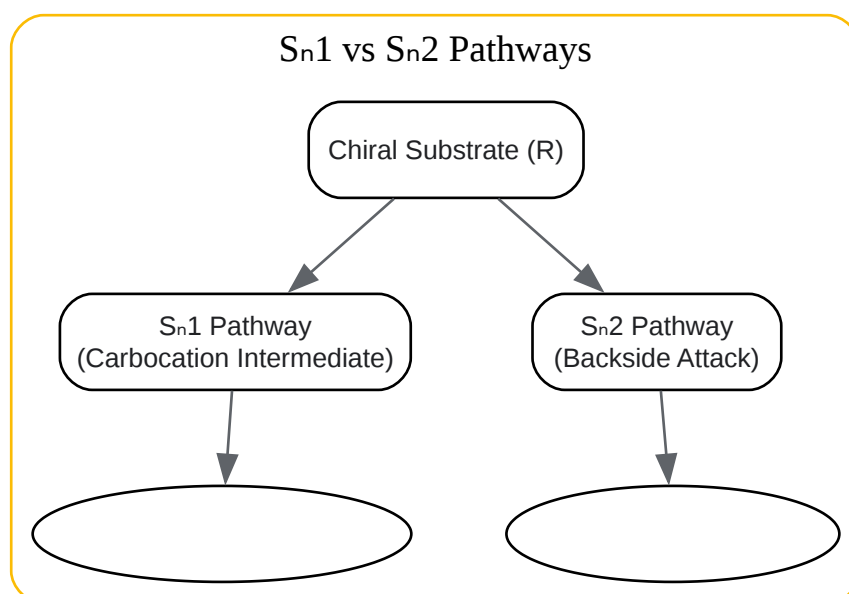 Sₙ1 vs Sₙ2 Pathways
Chiral Substrate (R)
Sₙ1 Pathway
(Carbocation Intermediate)
Sₙ2 Pathway
(Backside Attack)